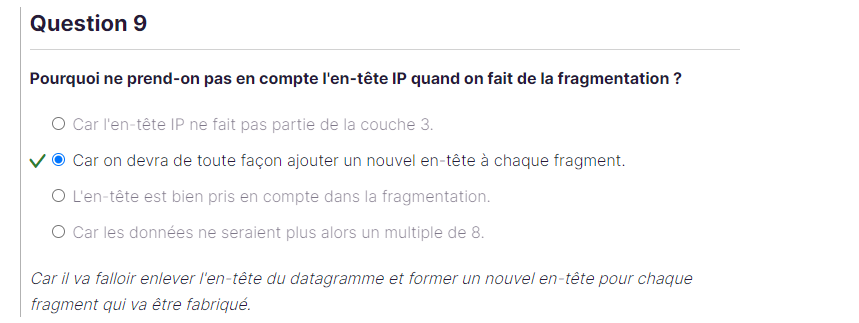 Question 9
Pourquoi ne prend-on pas en compte l'en-tête IP quand on fait de la fragmentation ?
Car l'en-tête IP ne fait pas partie de la couche 3.
Car on devra de toute façon ajouter un nouvel en-tête à chaque fragment.
L'en-tête est bien pris en compte dans la fragmentation.
Car les données ne seraient plus alors un multiple de 8.
Car il va falloir enlever l'en-tête du datagramme et former un nouvel en-tête pour chaque
fragment qui va être fabriqué.